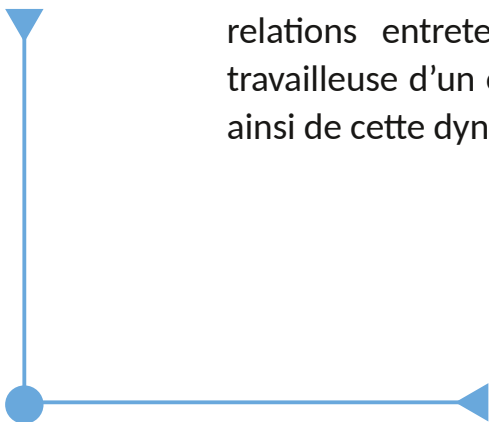 relations entrete
travailleuse d'un
ainsi de cette dyn